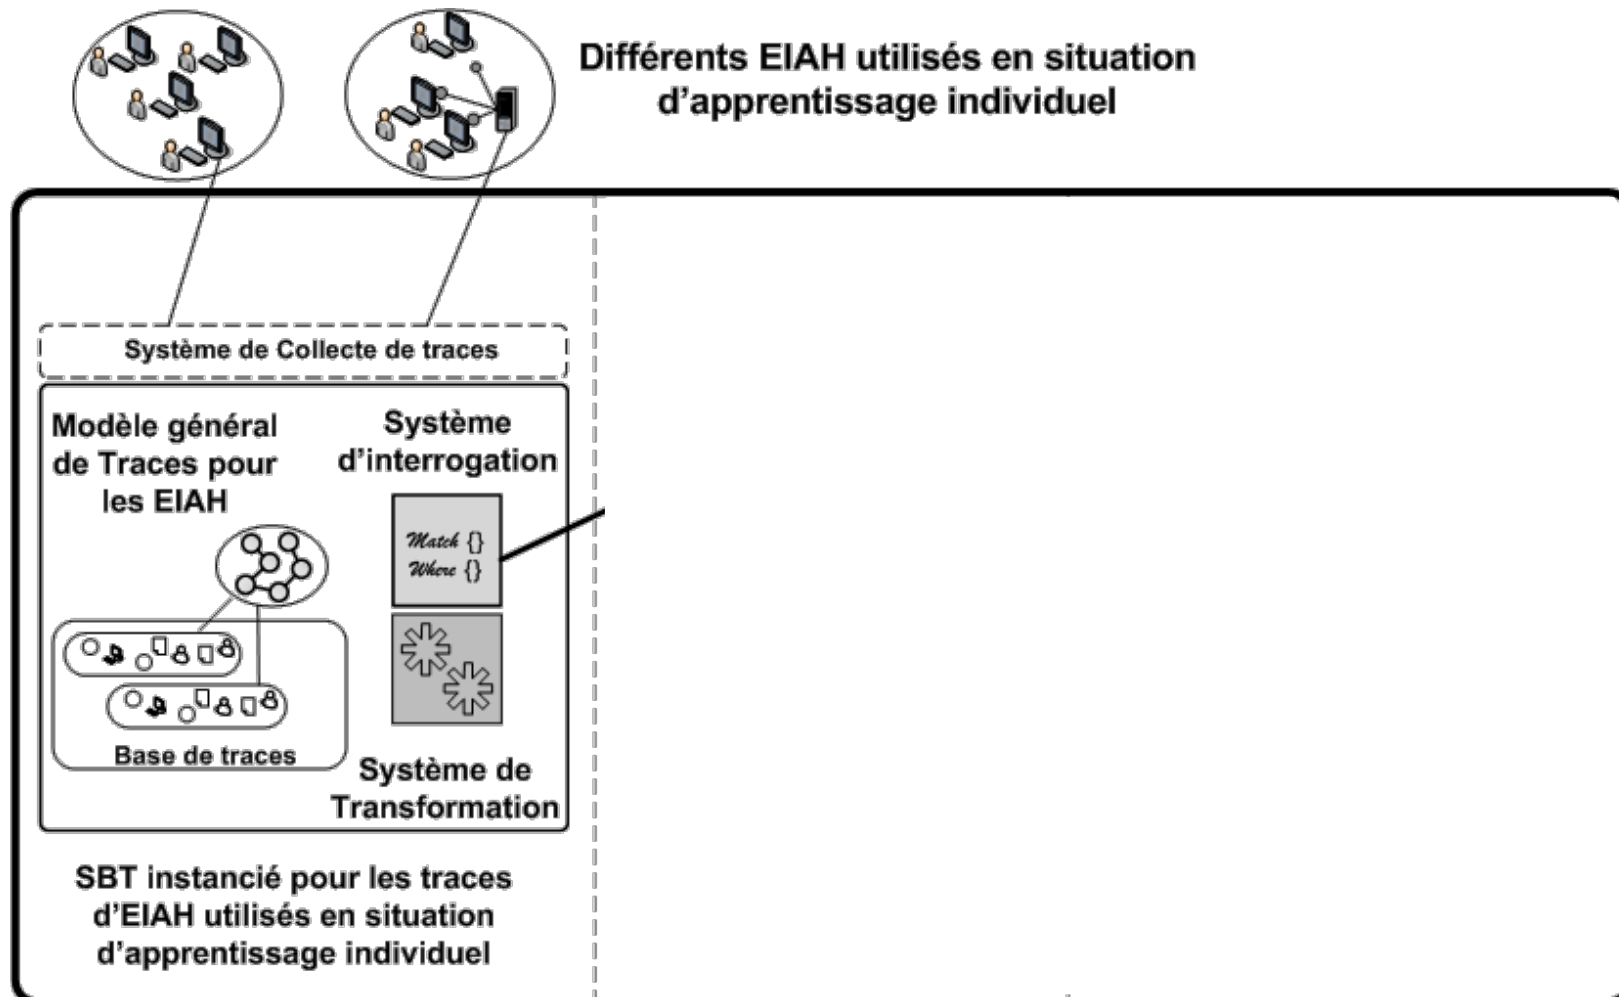 Différents EIAH utilisés en situation
d'apprentissage individuel
Système de Collecte de traces
Modèle général
de Traces pour
les EIAH
Système
d'interrogation
Match {}
Where {}
Base de traces
Système de
Transformation
SBT instancié pour les traces
d'EIAH utilisés en situation
d'apprentissage individuel